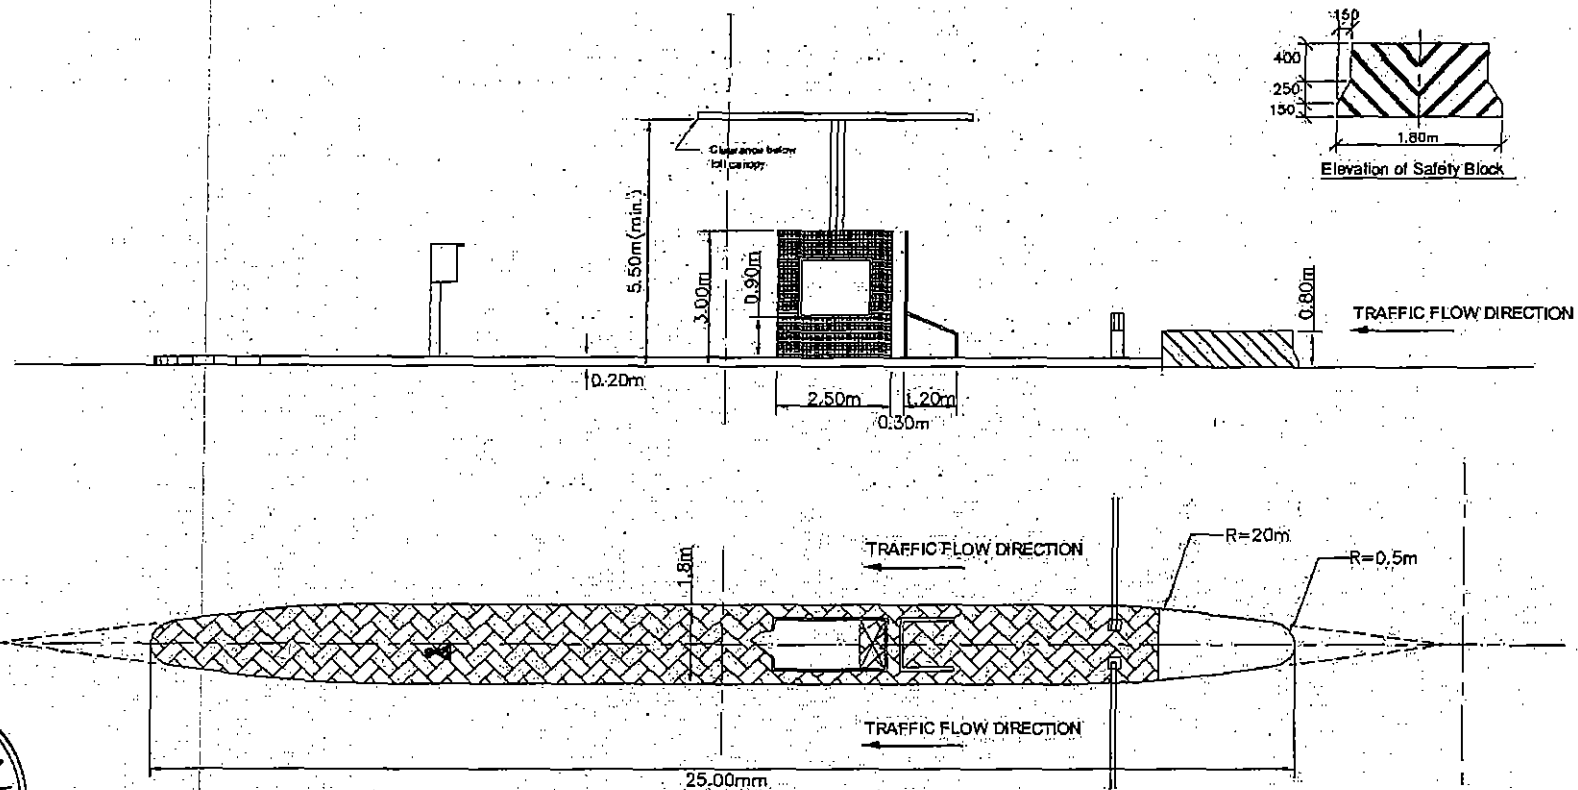 150
400
250
150
1.80m
Elevation of Safety Block
Clearance below
toll canopy
5.50m(min.)
3.00m
0.90m
0.80m
TRAFFIC FLOW DIRECTION
0.20m
2.50m
1.20m
0.30m
TRAFFIC FLOW DIRECTION
1.8m
R=20m
R=0.5m
TRAFFIC FLOW DIRECTION
25.00mm